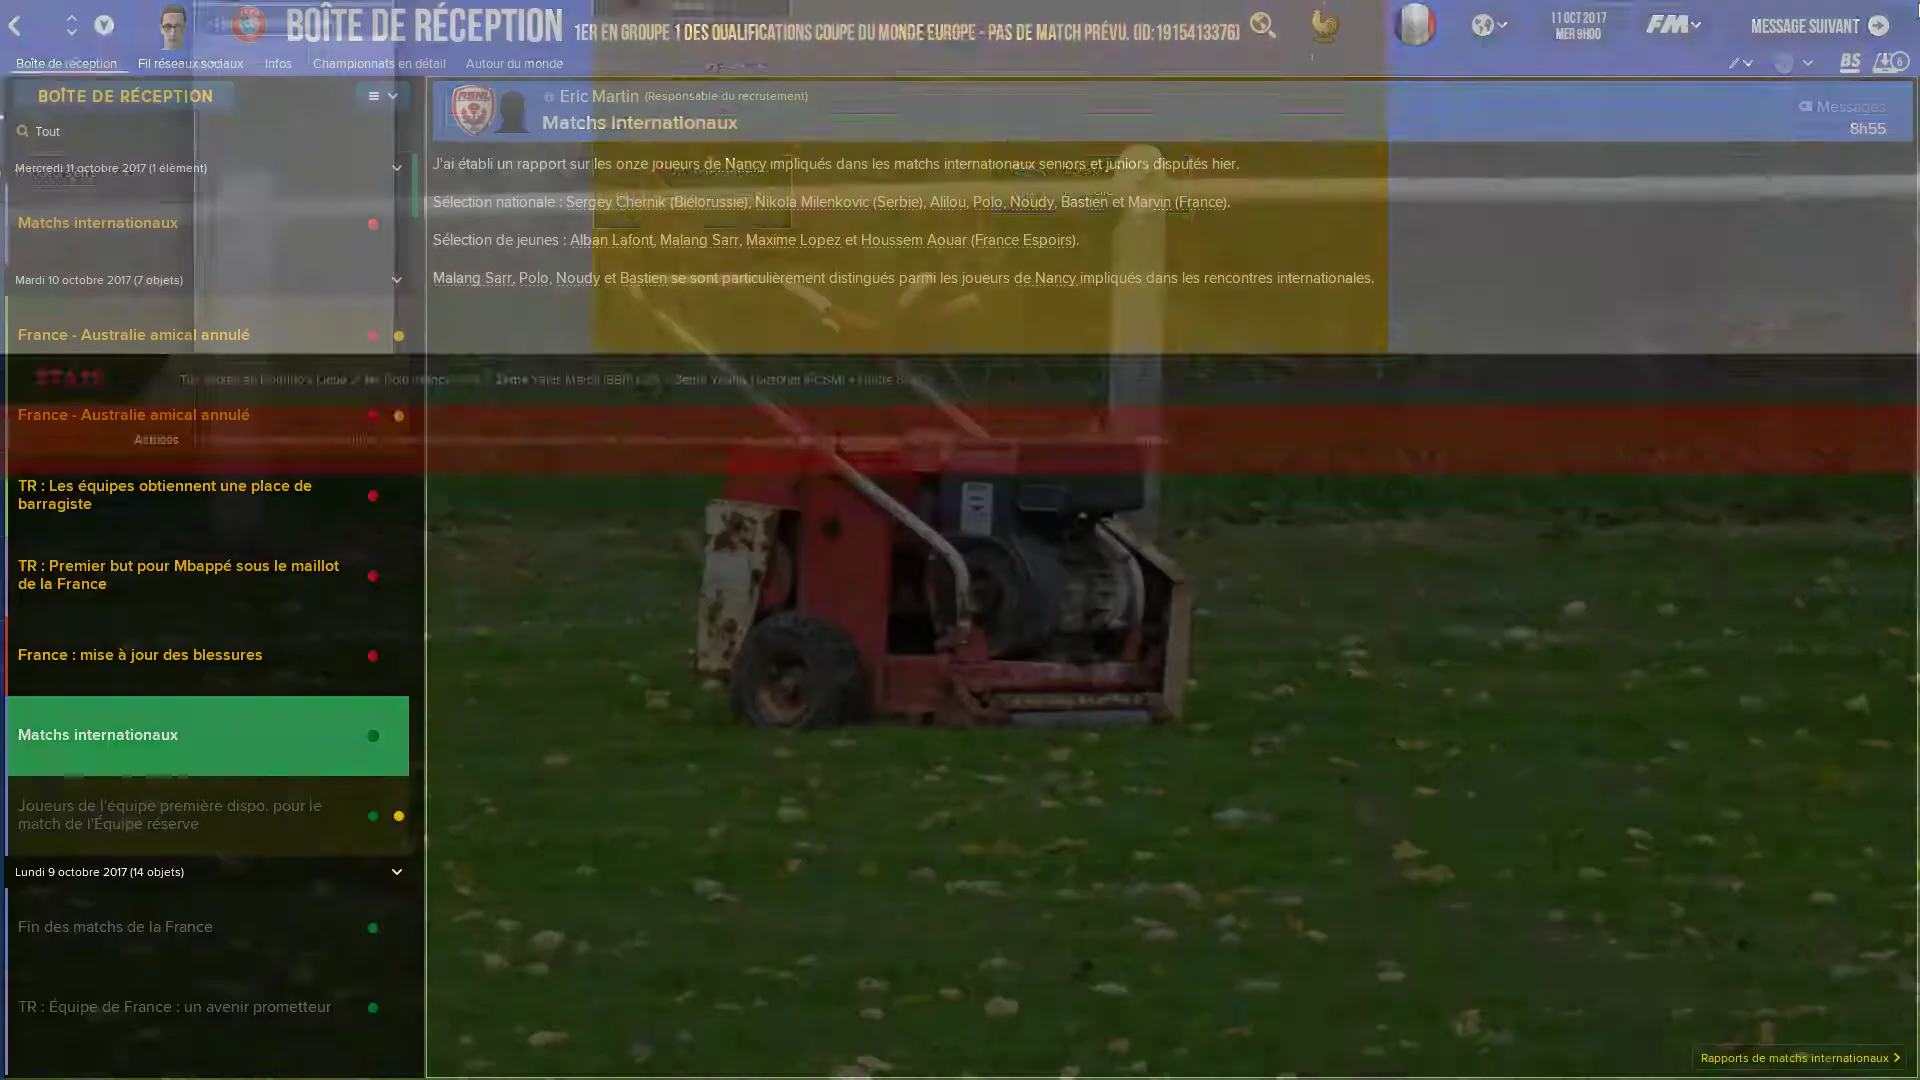 BOÎTE DE RÉCEPTION
1ER EN GROUPE 1 DES QUALIFICATIONS COUPE DU MONDE EUROPE - PAS DE MATCH PRÉVU. (ID:1915413376)
11 OCT 2017
MER 9H00
FM
MESSAGE SUIVANT
Boîte de réception
Fil réseaux sociaux
Infos
Championnats en détail
Autour du monde
BS
6
BOÎTE DE RÉCEPTION
Tout
Mercredi 11 octobre 2017 (1 élément)
Matchs internationaux
Mardi 10 octobre 2017 (7 objets)
France - Australie amical annulé
France - Australie amical annulé
TR : Les équipes obtiennent une place de
barragiste
TR : Premier but pour Mbappé sous le maillot
de la France
France : mise à jour des blessures
Matchs internationaux
Joueurs de l'équipe première dispo. pour le
match de l'Équipe réserve
Lundi 9 octobre 2017 (14 objets)
Fin des matchs de la France
TR : Équipe de France : un avenir prometteur
Eric Martin (Responsable du recrutement)
Matchs internationaux
Messages
8h55
J'ai établi un rapport sur les onze joueurs de Nancy impliqués dans les matchs internationaux seniors et juniors disputés hier.
Sélection nationale : Sergey Chernik (Biélorussie), Nikola Milenkovic (Serbie), Alilou, Polo, Noudy, Bastien et Marvin (France).
Sélection de jeunes : Alban Lafont, Malang Sarr, Maxime Lopez et Houssem Aouar (France Espoirs).
Malang Sarr, Polo, Noudy et Bastien se sont particulièrement distingués parmi les joueurs de Nancy impliqués dans les rencontres internationales.
Rapports de matchs internationaux